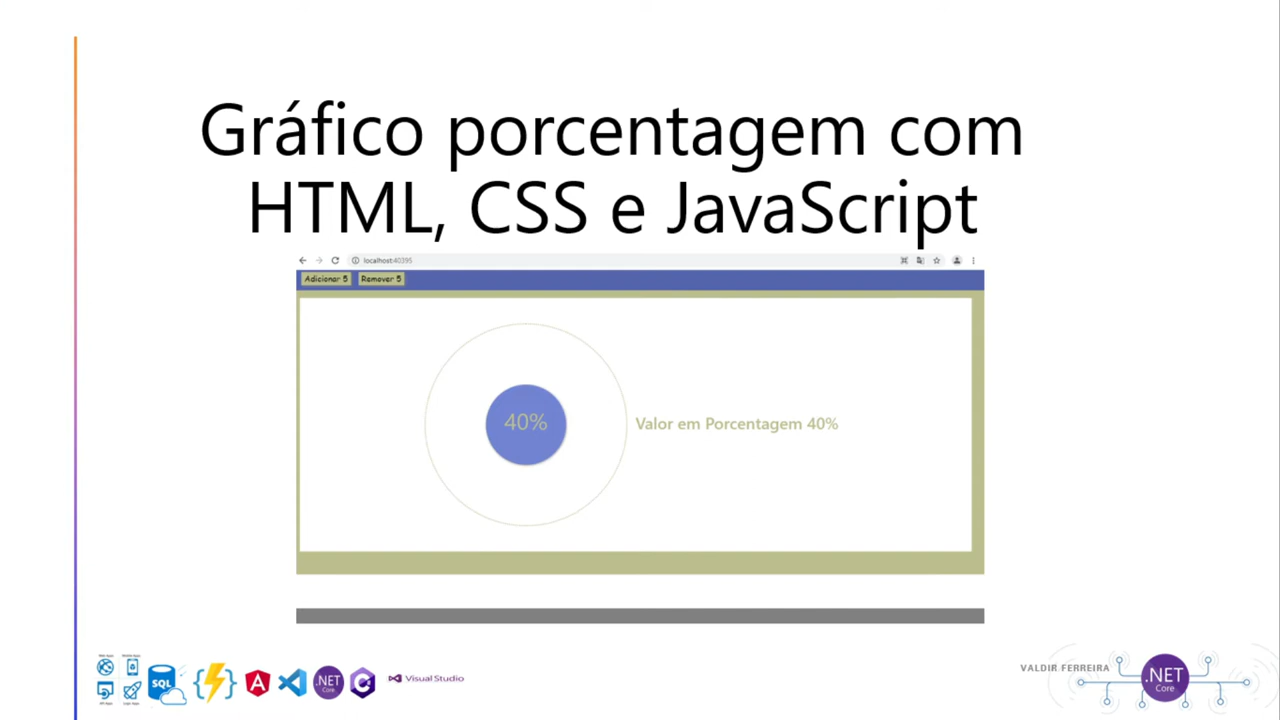 Gráfico porcentagem com
HTML, CSS e JavaScript
localhost:40395
Adicionar 5 Remover 5
40%
Valor em Porcentagem 40%
SQL
.NET
Core
Visual Studio
VALDIR FERREIRA
.NET
Core